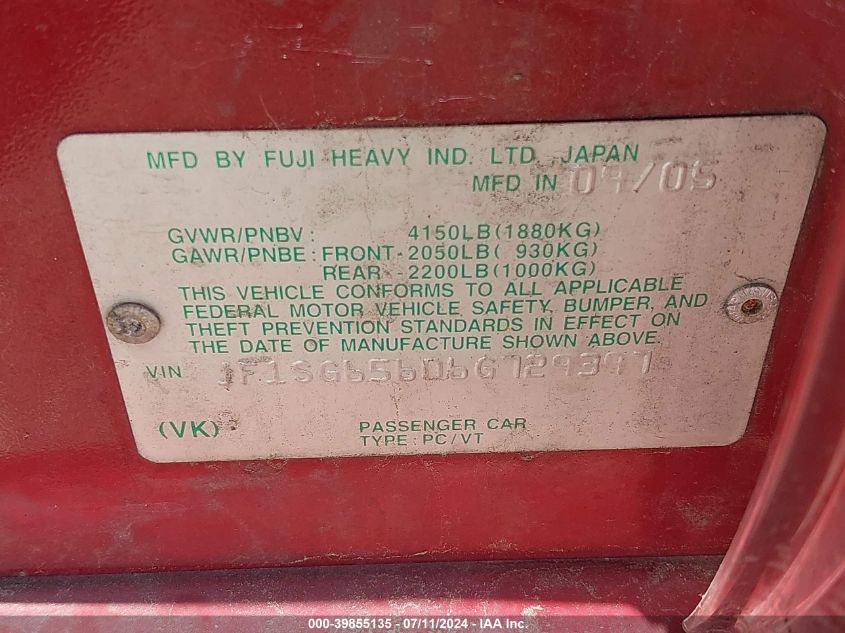 MFD BY FUJI HEAVY IND. LTD. JAPAN
MFD IN 09/05
GVWR/PNBV: 4150LB(1880KG)
GAWR/PNBE: FRONT-2050LB( 930KG)
REAR -2200LB(1000KG)
THIS VEHICLE CONFORMS TO ALL APPLICABLE
FEDERAL MOTOR VEHICLE SAFETY, BUMPER, AND
THEFT PREVENTION STANDARDS IN EFFECT ON
THE DATE OF MANUFACTURE SHOWN ABOVE.
VIN JF1SG65606G729397
(VK) PASSENGER CAR
TYPE: PC/VT
000-39855135 - 07/11/2024 - IAA Inc.